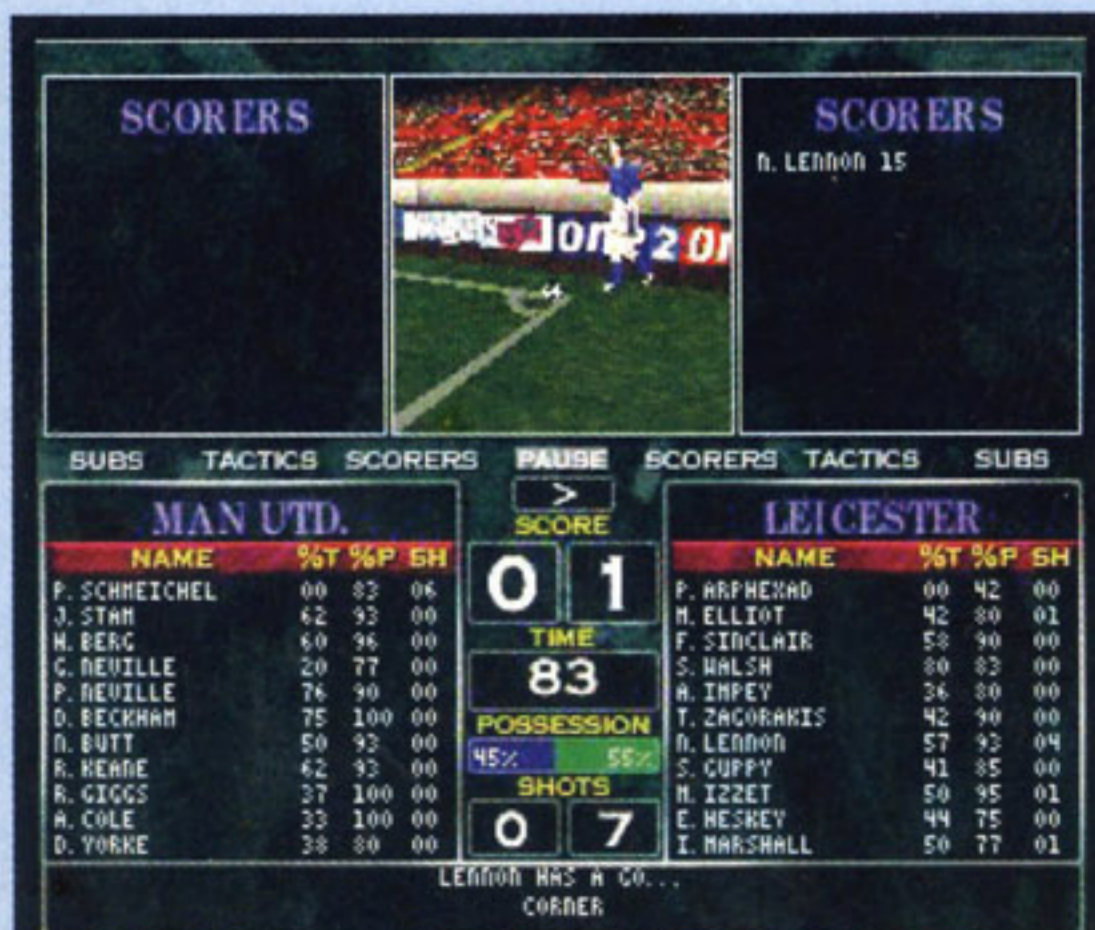 SCORERS
SCORERS
N. LENNON 15
one 2 On
SUBS TACTICS SCORERS PAUSE SCORERS TACTICS SUBS
>
MAN UTD.
NAME %T %P SH
P. SCHMEICHEL 00 83 06
J. STAM 62 93 00
H. BERG 60 96 00
G. NEVILLE 20 77 00
P. NEVILLE 76 90 00
D. BECKHAM 75 100 00
N. BUTT 50 93 00
R. KEANE 62 93 00
R. GIGGS 37 100 00
A. COLE 33 100 00
D. YORKE 38 80 00
SCORE
0 1
TIME
83
POSSESSION
45% 55%
SHOTS
0 7
LEICESTER
NAME %T %P SH
P. ARPHEXAD 00 42 00
M. ELLIOT 42 80 01
F. SINCLAIR 58 90 00
S. WALSH 80 83 00
A. IMPEY 36 80 00
T. ZAGORAKIS 42 90 00
N. LENNON 57 93 04
S. GUPPY 41 85 00
M. IZZET 50 95 01
E. HESKEY 44 75 00
I. MARSHALL 50 77 01
LENNON HAS A GO...
CORNER